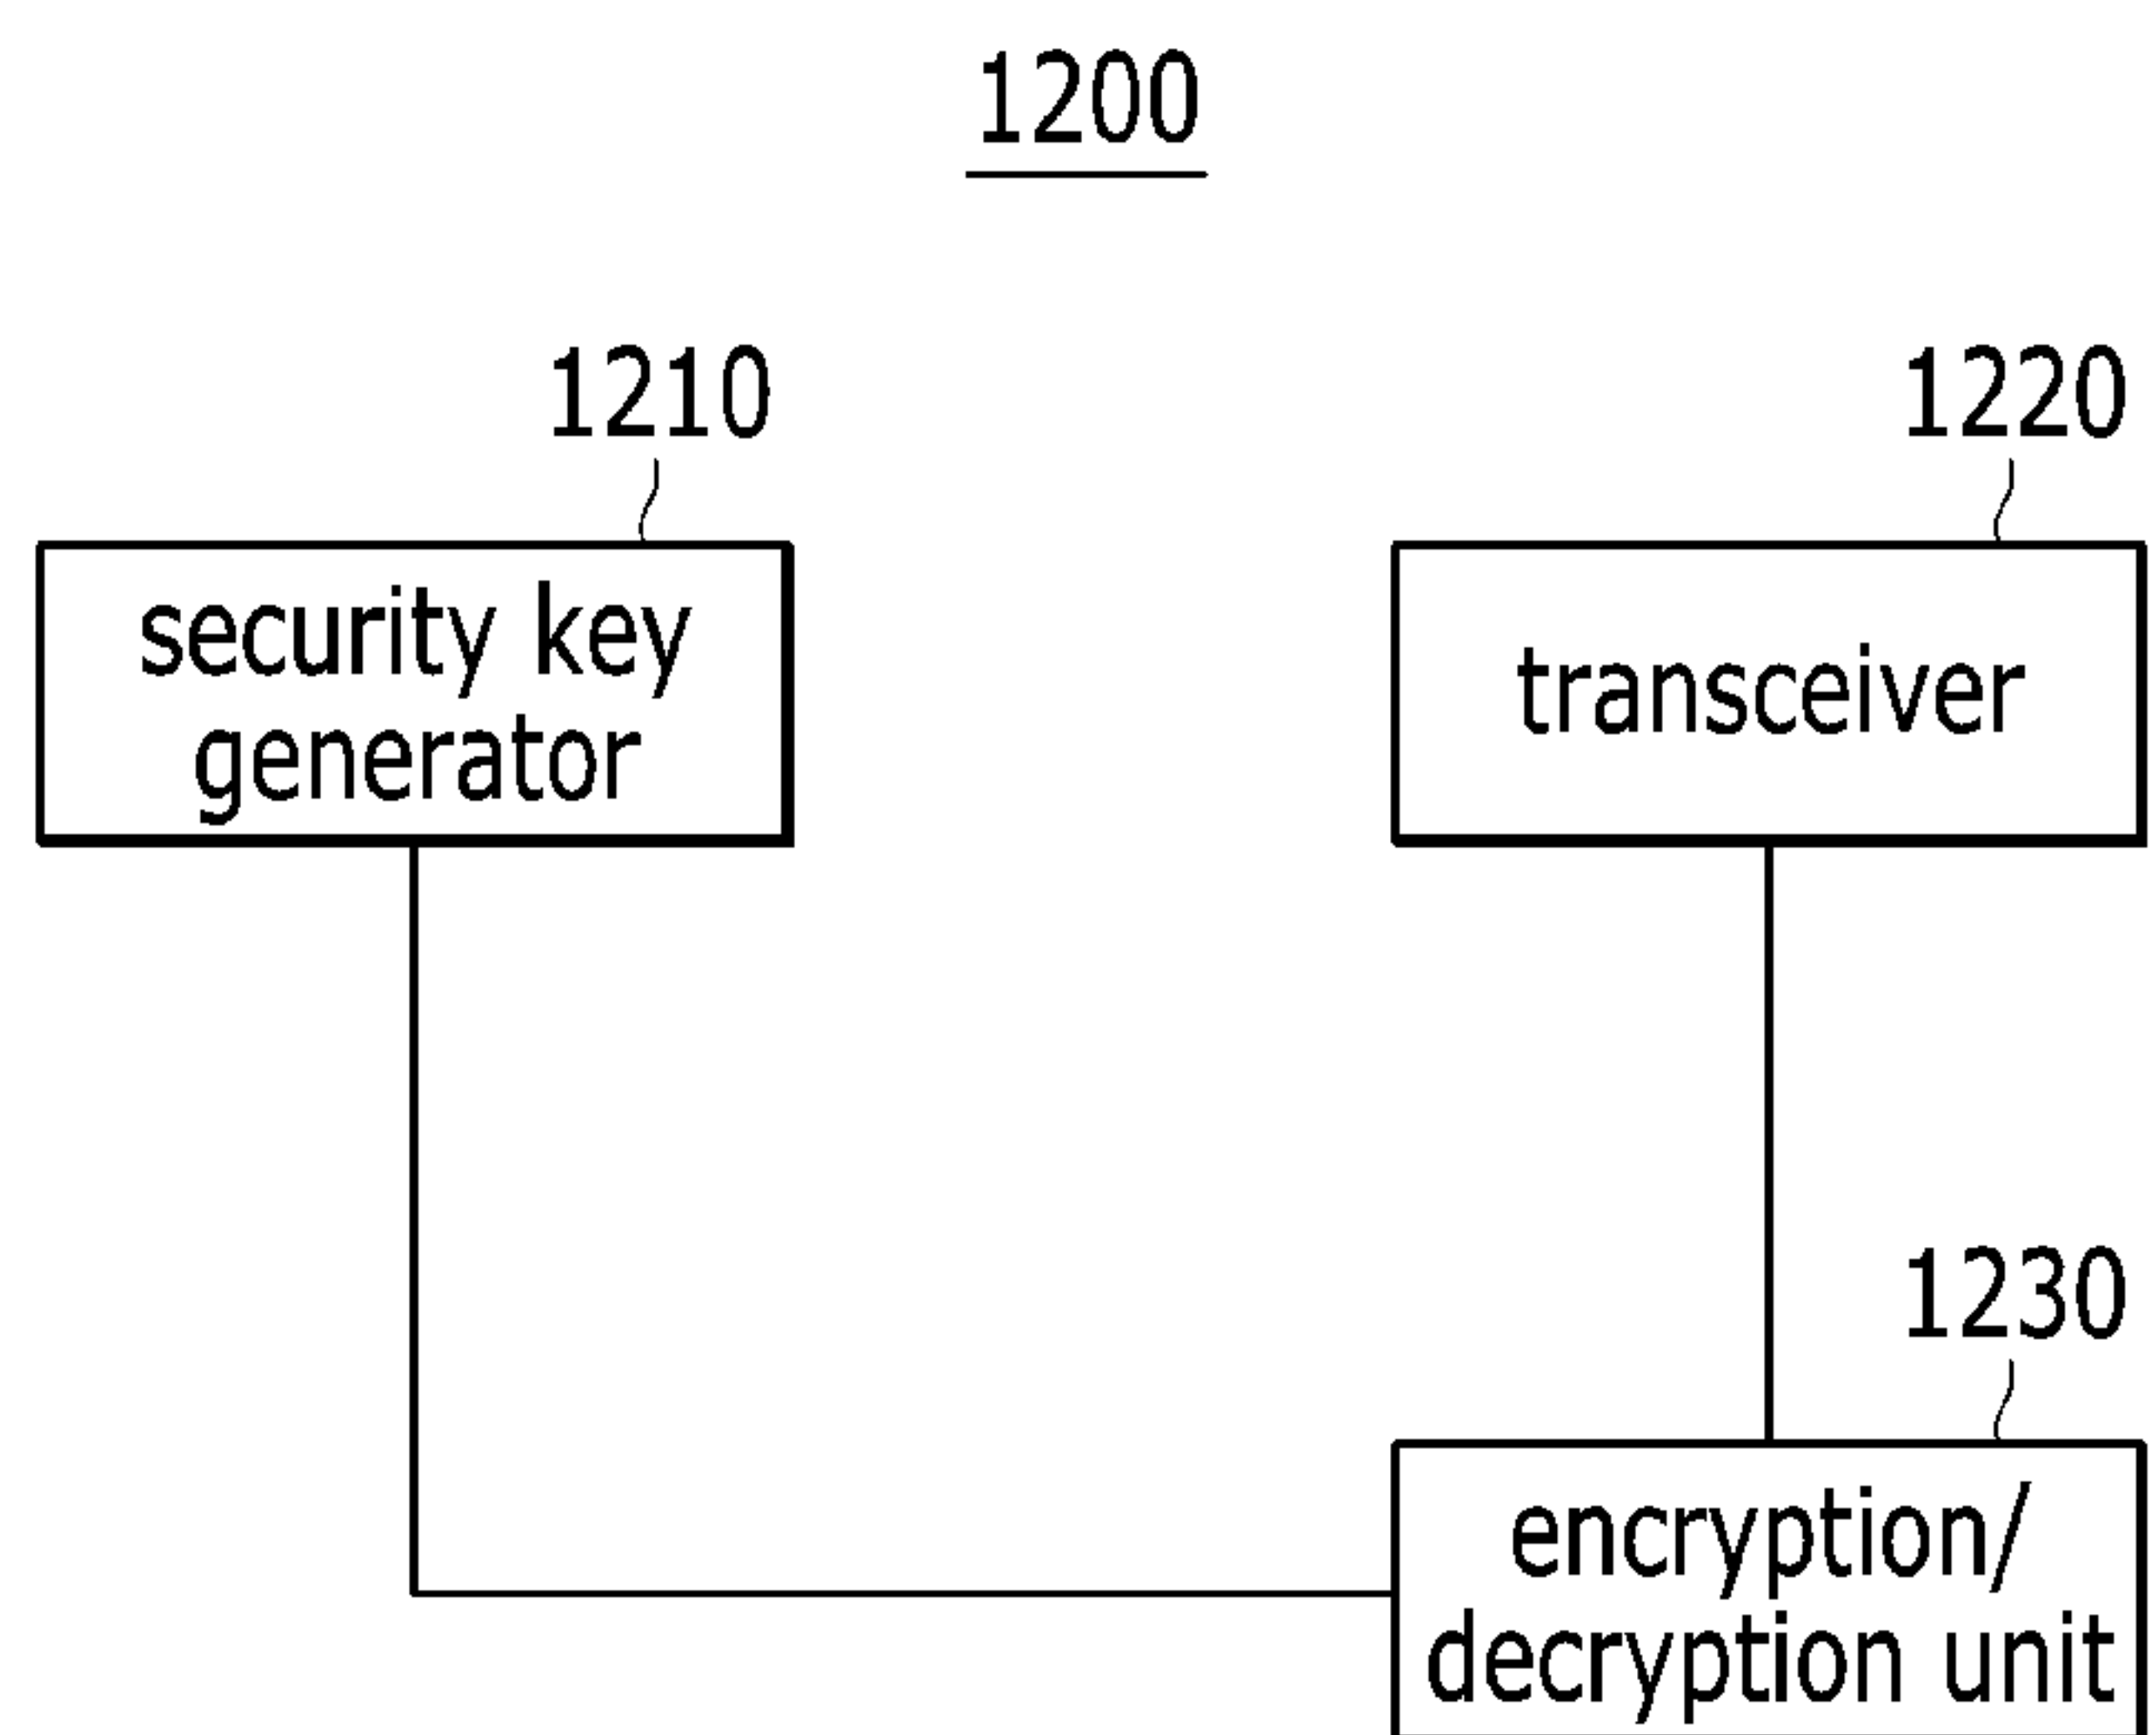 1200
1210
1220
security key
generator
transceiver
1230
encryption/
decryption unit